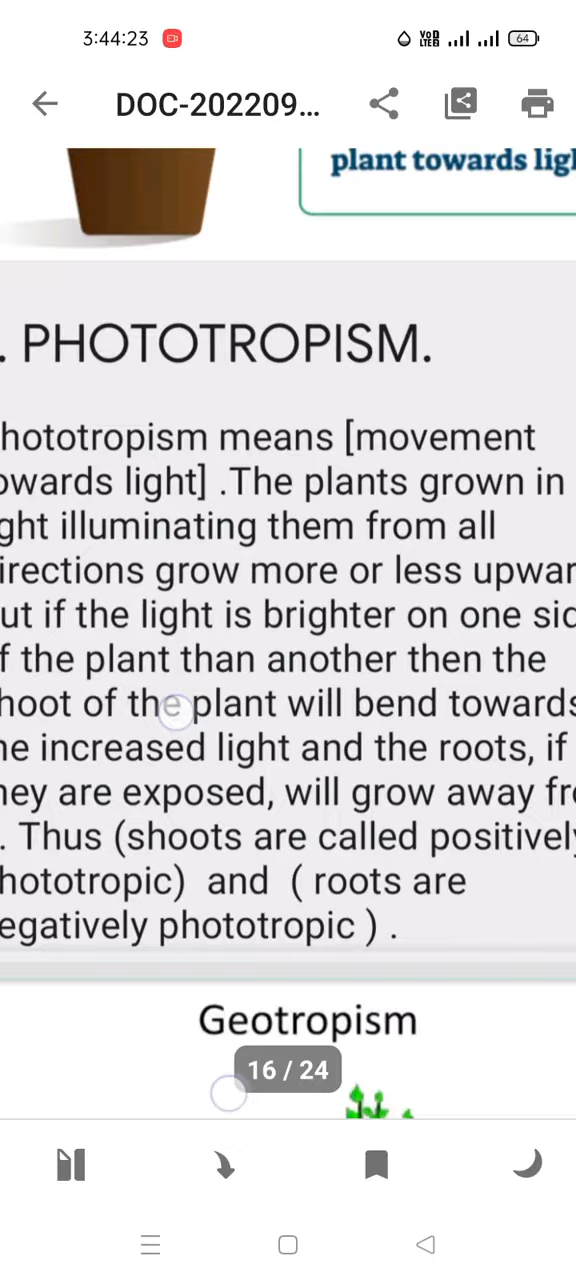 3:44:23
VoD LTE2 64
DOC-202209...
plant towards ligh
. PHOTOTROPISM.
hototropism means [movement
owards light] .The plants grown in
ght illuminating them from all
irections grow more or less upwar
ut if the light is brighter on one sid
f the plant than another then the
hoot of the plant will bend towards
he increased light and the roots, if
hey are exposed, will grow away fro
. Thus (shoots are called positively
hototropic)  and  ( roots are
egatively phototropic ) .
Geotropism
16 / 24